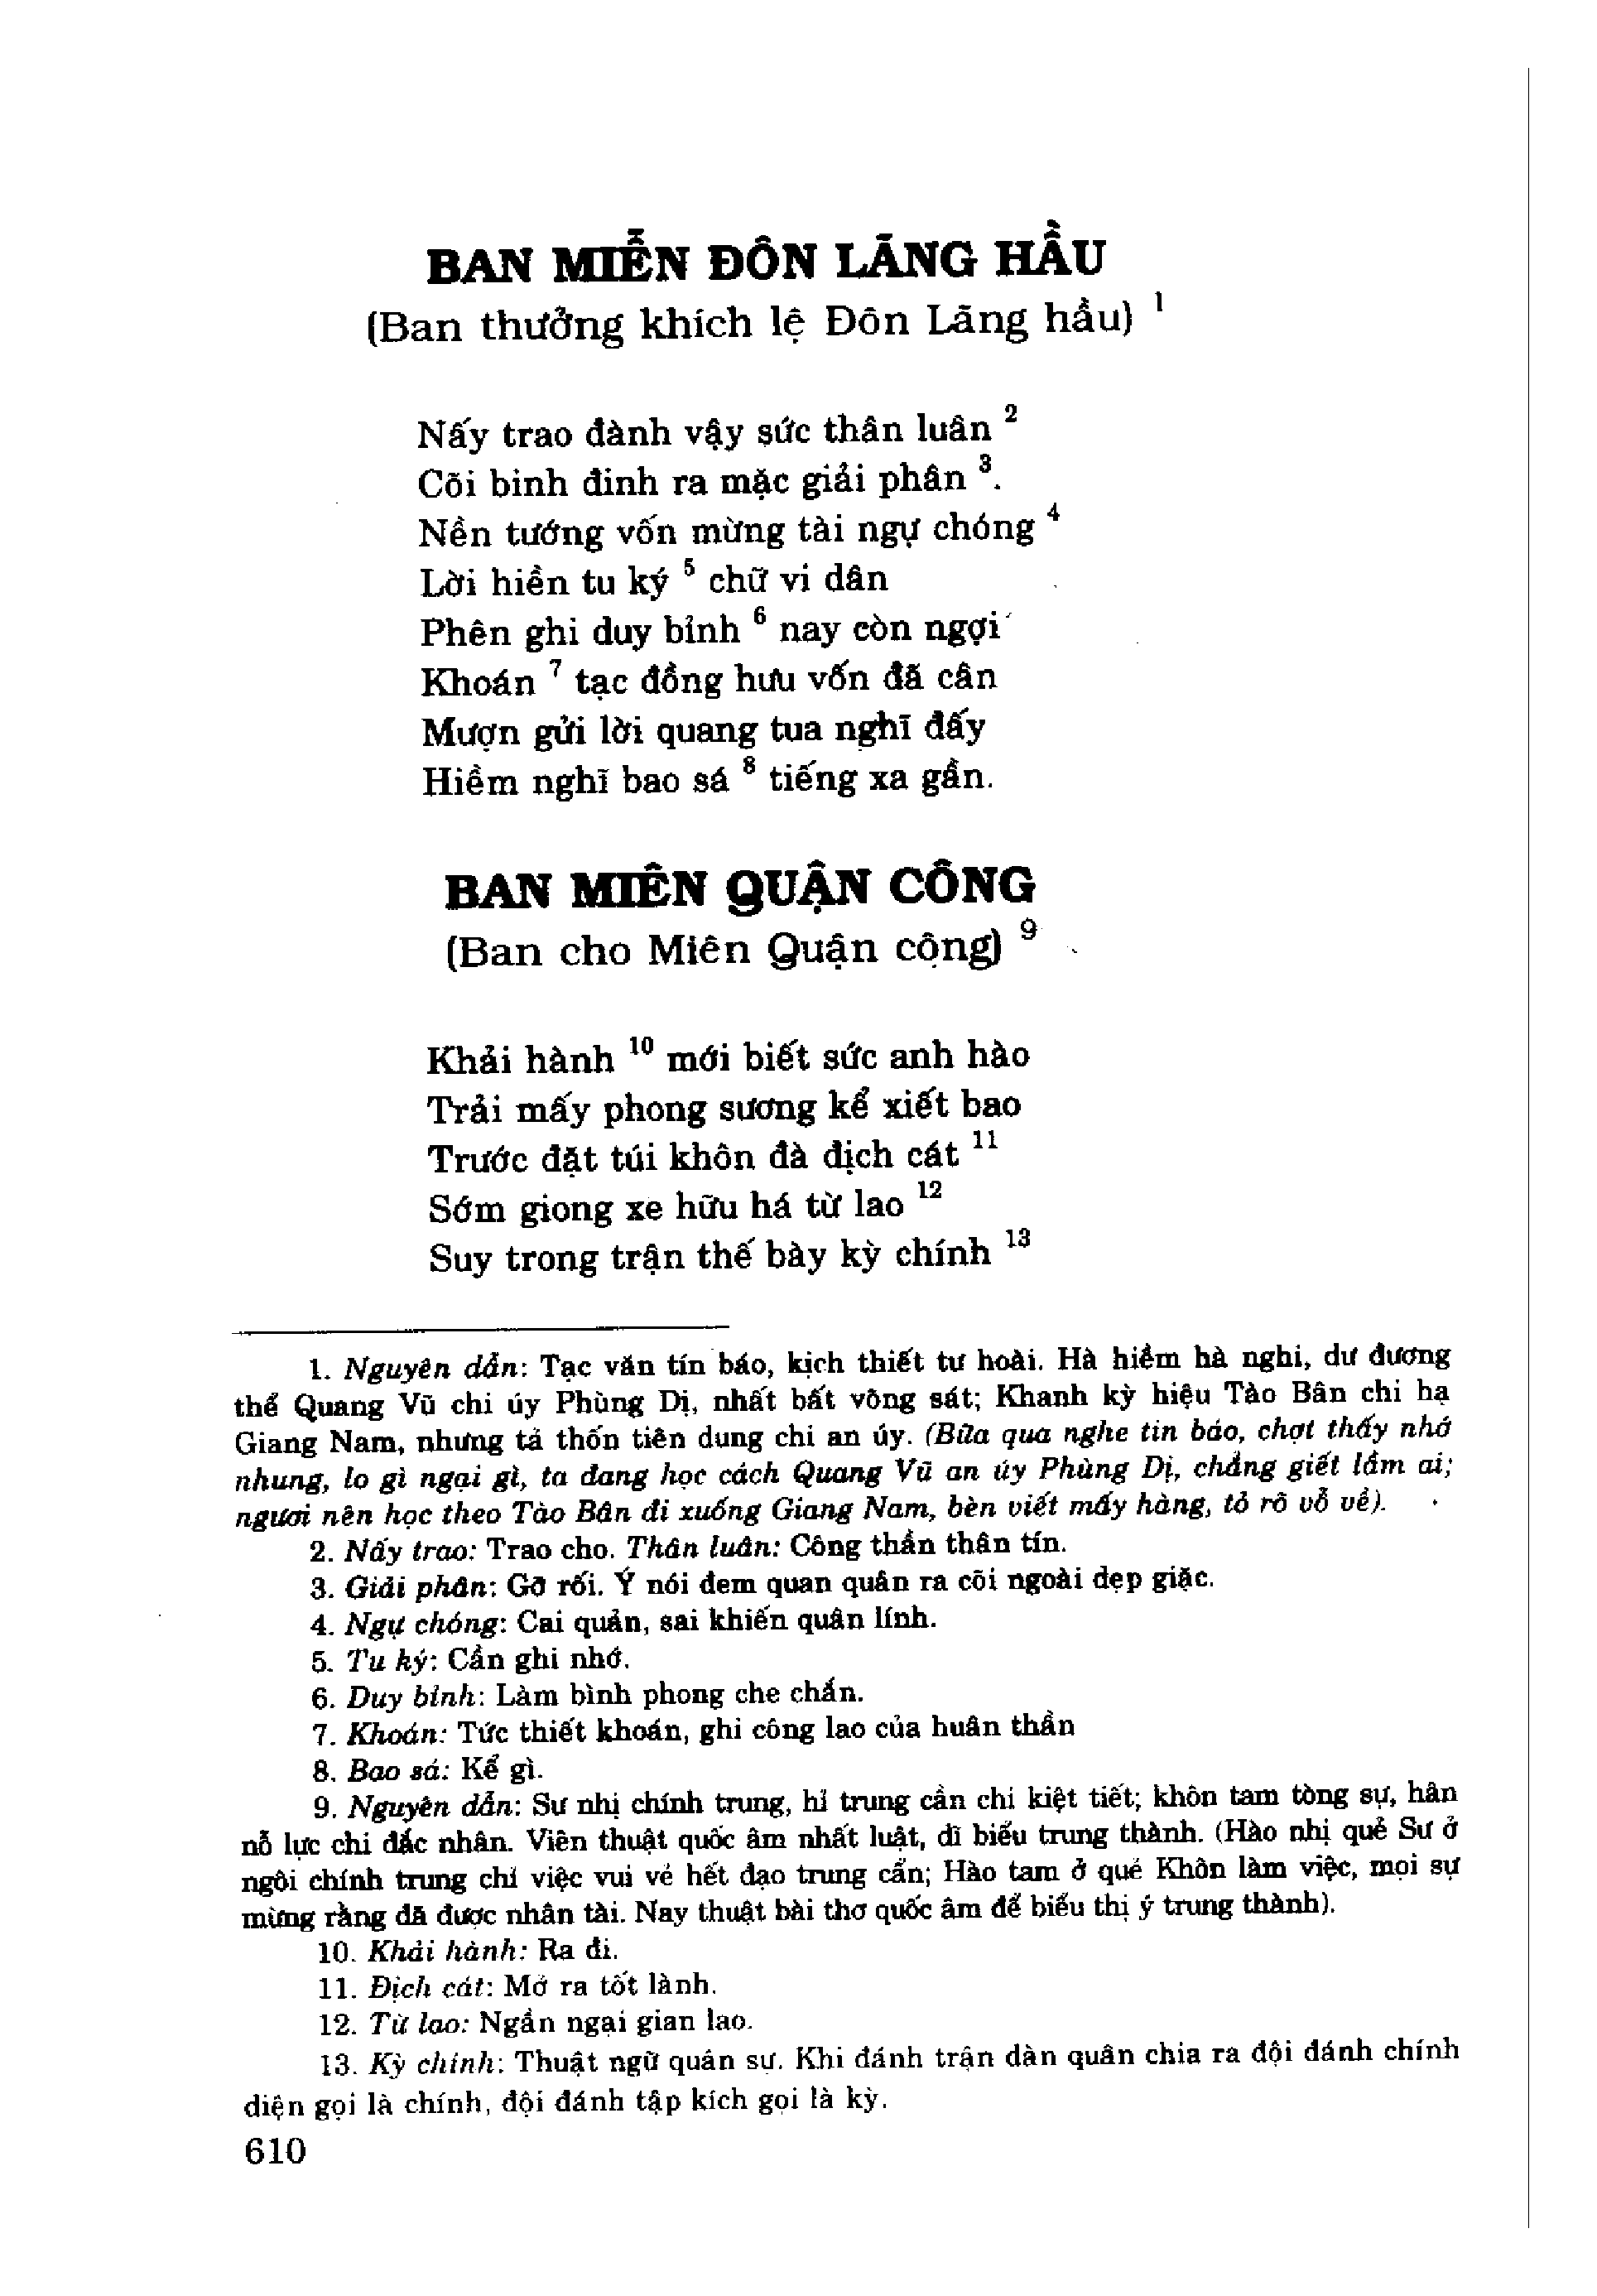 BAN MIỄN ĐÔN LÃNG HẦU
(Ban thưởng khích lệ Đôn Lãng hầu) 1
Nấy trao đành vậy sức thân luân 2
Cõi binh đinh ra mặc giải phân 3.
Nền tướng vốn mừng tài ngự chóng 4
Lời hiền tu ký 5 chữ vi dân
Phên ghi duy bỉnh 6 nay còn ngợi
Khoán 7 tạc đồng hưu vốn đã cân
Mượn gửi lời quang tua nghĩ đấy
Hiềm nghĩ bao sá 8 tiếng xa gần.
BAN MIÊN QUẬN CÔNG
(Ban cho Miên Quận công) 9
Khải hành 10 mới biết sức anh hào
Trải mấy phong sương kể xiết bao
Trước đặt túi khôn đà địch cát 11
Sớm giong xe hữu há từ lao 12
Suy trong trận thế bày kỳ chính 13
1. Nguyên dẫn: Tạc văn tín báo, kịch thiết tư hoài. Hà hiềm hà nghi, dư đương
thể Quang Vũ chi úy Phùng Dị, nhất bất võng sát; Khanh kỳ hiệu Tào Bân chi hạ
Giang Nam, nhưng tả thốn tiên dung chi an úy. (Bữa qua nghe tin báo, chợt thấy nhớ
nhung, lo gì ngại gì, ta đang học cách Quang Vũ an úy Phùng Dị, chẳng giết lầm ai;
ngươi nên học theo Tào Bân đi xuống Giang Nam, bèn viết mấy hàng, tỏ rõ vỗ về).
2. Nấy trao: Trao cho. Thân luân: Công thần thân tín.
3. Giải phân: Gỡ rối. Ý nói đem quan quân ra cõi ngoài dẹp giặc.
4. Ngự chóng: Cai quản, sai khiến quân lính.
5. Tu ký: Cần ghi nhớ.
6. Duy bỉnh: Làm bình phong che chắn.
7. Khoán: Tức thiết khoán, ghi công lao của huân thần
8. Bao sá: Kể gì.
9. Nguyên dẫn: Sư nhị chính trung, hỉ trung cần chi kiệt tiết; khôn tam tòng sự, hân
nỗ lực chi đắc nhân. Viên thuật quốc âm nhất luật, dĩ biểu trung thành. (Hào nhị quẻ Sư ở
ngôi chính trung chỉ việc vui vẻ hết đạo trung cẩn; Hào tam ở quẻ Khôn làm việc, mọi sự
mừng rằng đã được nhân tài. Nay thuật bài thơ quốc âm để biểu thị ý trung thành).
10. Khải hành: Ra đi.
11. Địch cát: Mở ra tốt lành.
12. Từ lao: Ngần ngại gian lao.
13. Kỳ chính: Thuật ngữ quân sự. Khi đánh trận dàn quân chia ra đội đánh chính
diện gọi là chính, đội đánh tập kích gọi là kỳ.
610